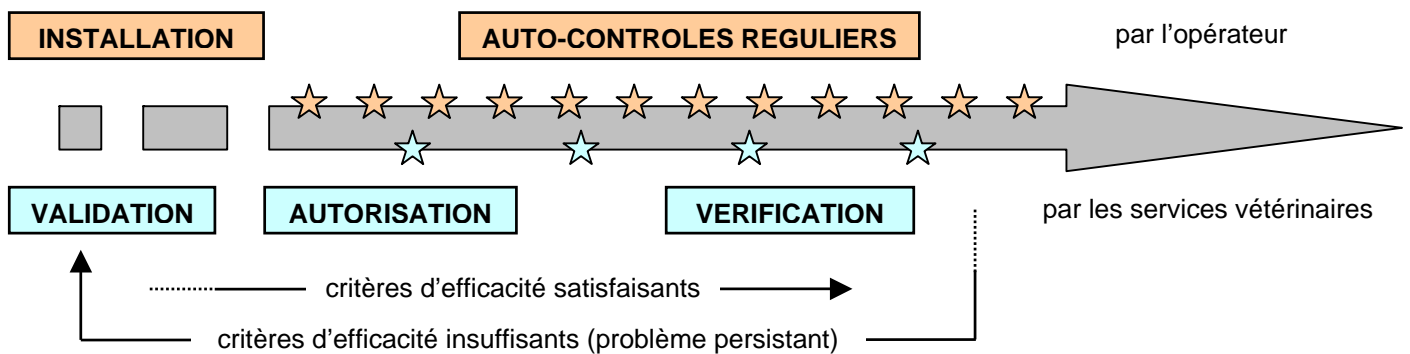 INSTALLATION
AUTO-CONTROLES REGULIERS
par l'opérateur
VALIDATION
AUTORISATION
VERIFICATION
par les services vétérinaires
critères d'efficacité satisfaisants
critères d'efficacité insuffisants (problème persistant)